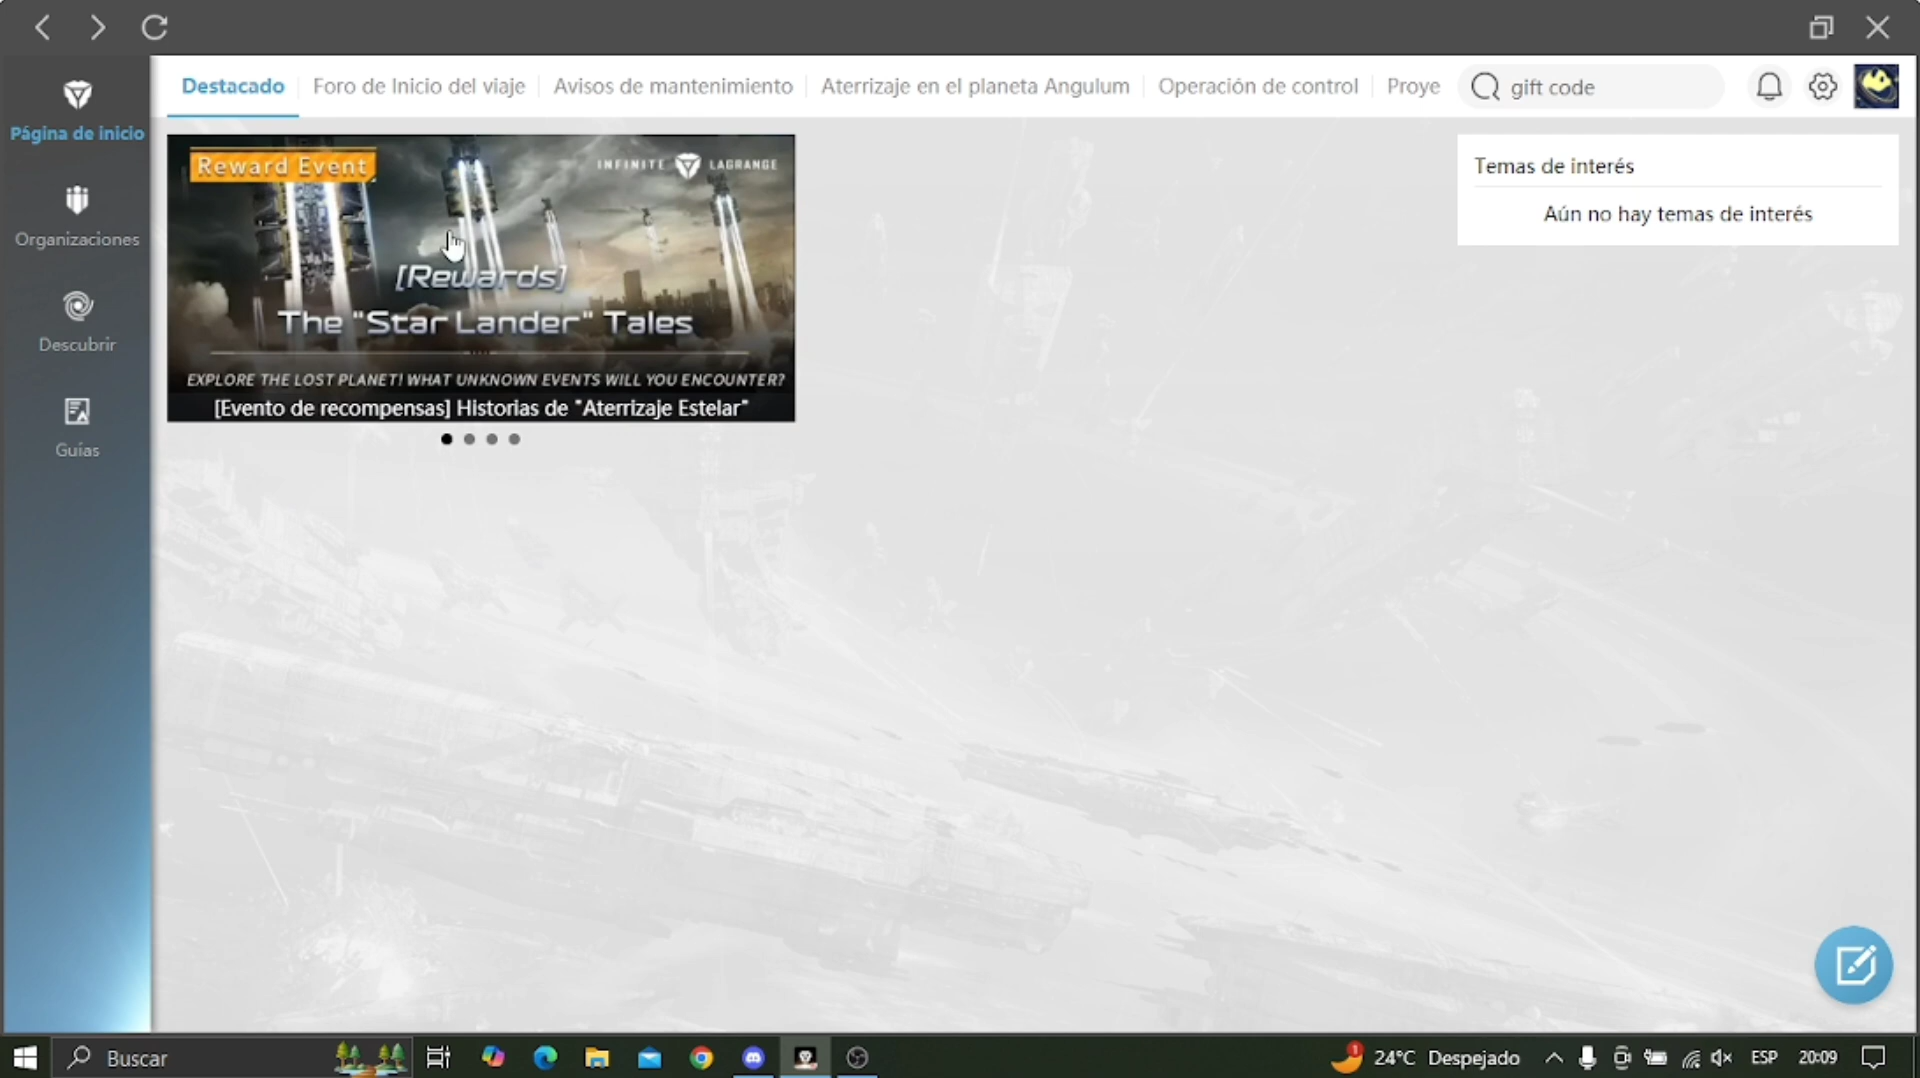 Destacado
Foro de Inicio del viaje
Avisos de mantenimiento
Aterrizaje en el planeta Angulum
Operación de control
Proye
gift code
Página de inicio
Organizaciones
Descubrir
Guías
Reward Event
INFINITE LAGRANGE
[Rewards]
The "Star Lander" Tales
EXPLORE THE LOST PLANET! WHAT UNKNOWN EVENTS WILL YOU ENCOUNTER?
[Evento de recompensas] Historias de "Aterrizaje Estelar"
Temas de interés
Aún no hay temas de interés
Buscar
1
24°C Despejado
ESP
20:09